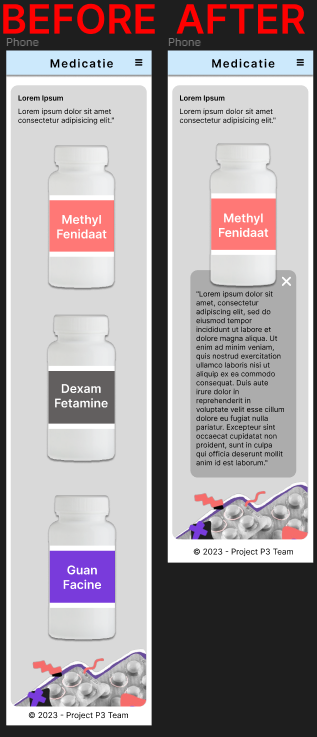 BEFORE
Phone
Medicatie
Lorem Ipsum
Lorem ipsum dolor sit amet
consectetur adipisicing elit."
Methyl
Fenidaat
Dexam
Fetamine
Guan
Facine
© 2023 - Project P3 Team
AFTER
Phone
Medicatie
Lorem Ipsum
Lorem ipsum dolor sit amet
consectetur adipisicing elit."
Methyl
Fenidaat
"Lorem ipsum dolor sit
amet, consectetur
adipiscing elit, sed do
eiusmod tempor
incididunt ut labore et
dolore magna aliqua. Ut
enim ad minim veniam,
quis nostrud exercitation
ullamco laboris nisi ut
aliquip ex ea commodo
consequat. Duis aute
irure dolor in
reprehenderit in
voluptate velit esse cillum
dolore eu fugiat nulla
pariatur. Excepteur sint
occaecat cupidatat non
proident, sunt in culpa
qui officia deserunt mollit
anim id est laborum."
© 2023 - Project P3 Team